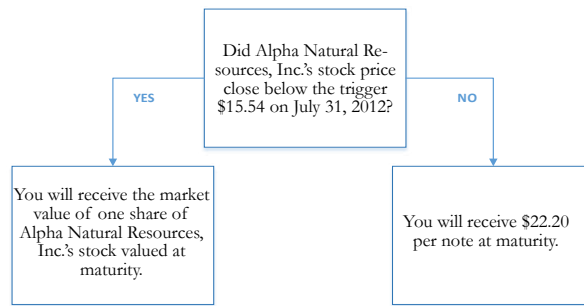 Did Alpha Natural Re-
sources, Inc.'s stock price
close below the trigger
$15.54 on July 31, 2012?
YES
NO
You will receive the market
value of one share of
Alpha Natural Resources,
Inc.'s stock valued at
maturity.
You will receive $22.20
per note at maturity.